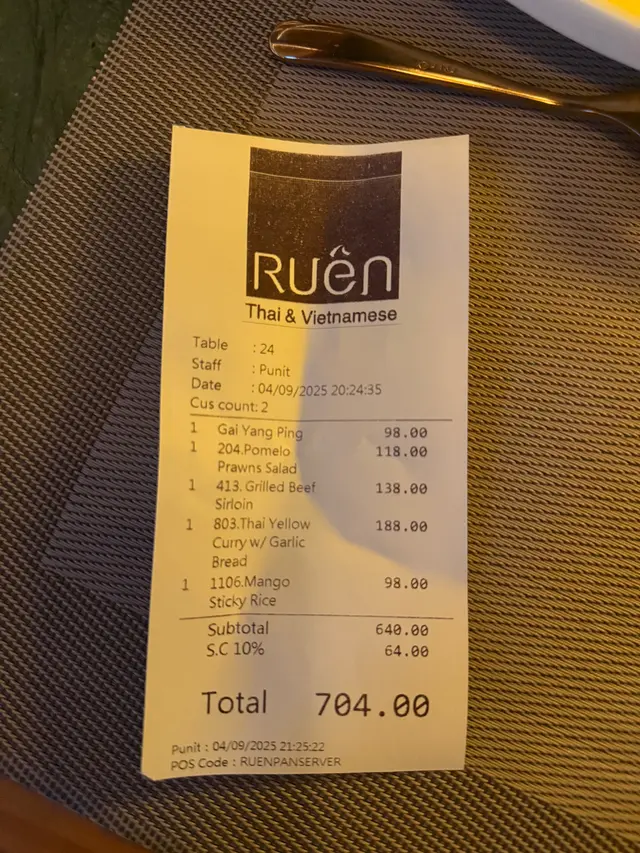 Ruên
Thai & Vietnamese
Table : 24
Staff : Punit
Date : 04/09/2025 20:24:35
Cus count: 2
1 Gai Yang Ping 98.00
1 204.Pomelo 118.00
Prawns Salad
1 413. Grilled Beef 138.00
Sirloin
1 803.Thai Yellow 188.00
Curry w/ Garlic
Bread
1 1106.Mango 98.00
Sticky Rice
Subtotal 640.00
S.C 10% 64.00
Total 704.00
Punit : 04/09/2025 21:25:22
POS Code : RUENPANSERVER